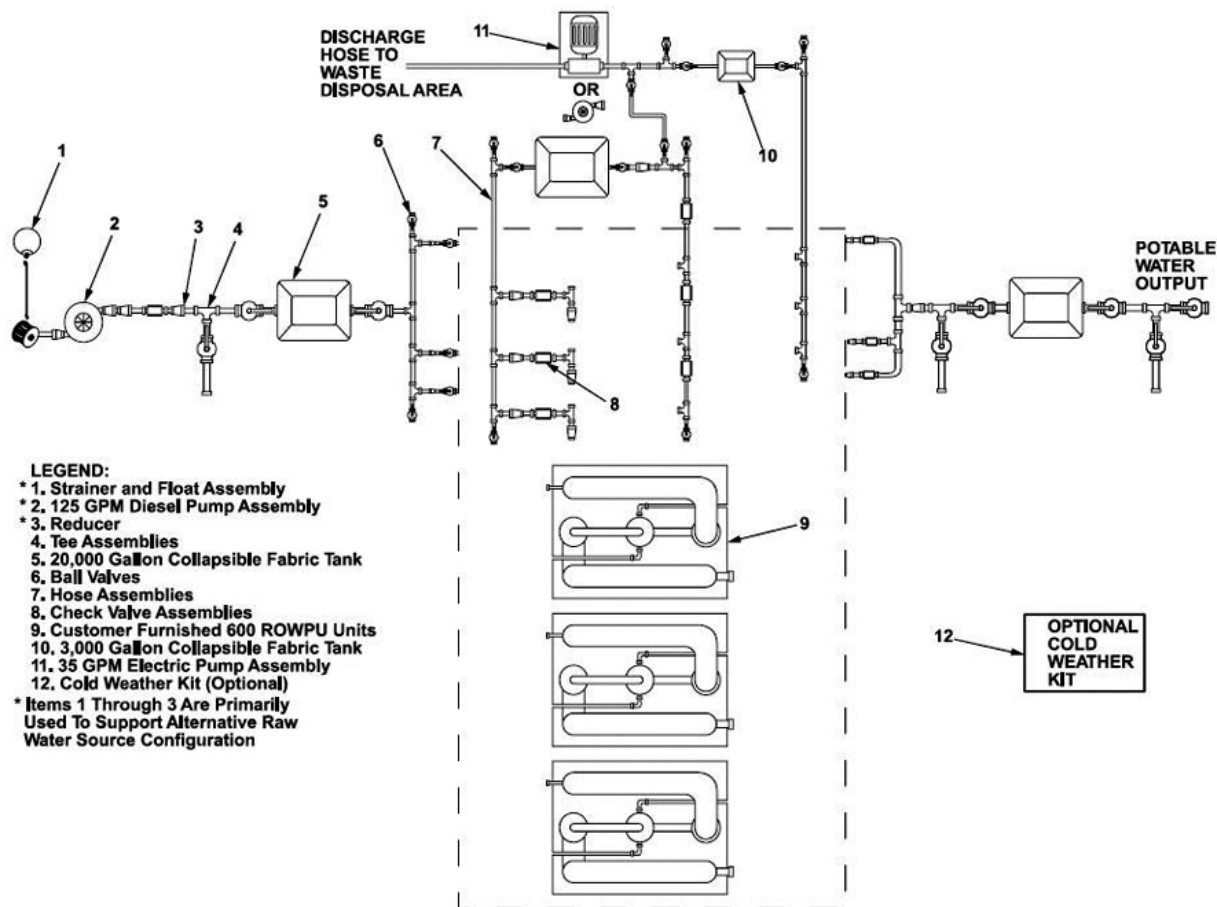 DISCHARGE
HOSE TO
WASTE
DISPOSAL AREA
11
OR
10
1
2
3
4
5
6
7
8
POTABLE
WATER
OUTPUT
LEGEND:
* 1. Strainer and Float Assembly
* 2. 125 GPM Diesel Pump Assembly
* 3. Reducer
4. Tee Assemblies
5. 20,000 Gallon Collapsible Fabric Tank
6. Ball Valves
7. Hose Assemblies
8. Check Valve Assemblies
9. Customer Furnished 600 ROWPU Units
10. 3,000 Gallon Collapsible Fabric Tank
11. 35 GPM Electric Pump Assembly
12. Cold Weather Kit (Optional)
* Items 1 Through 3 Are Primarily
Used To Support Alternative Raw
Water Source Configuration
9
12
OPTIONAL
COLD
WEATHER
KIT